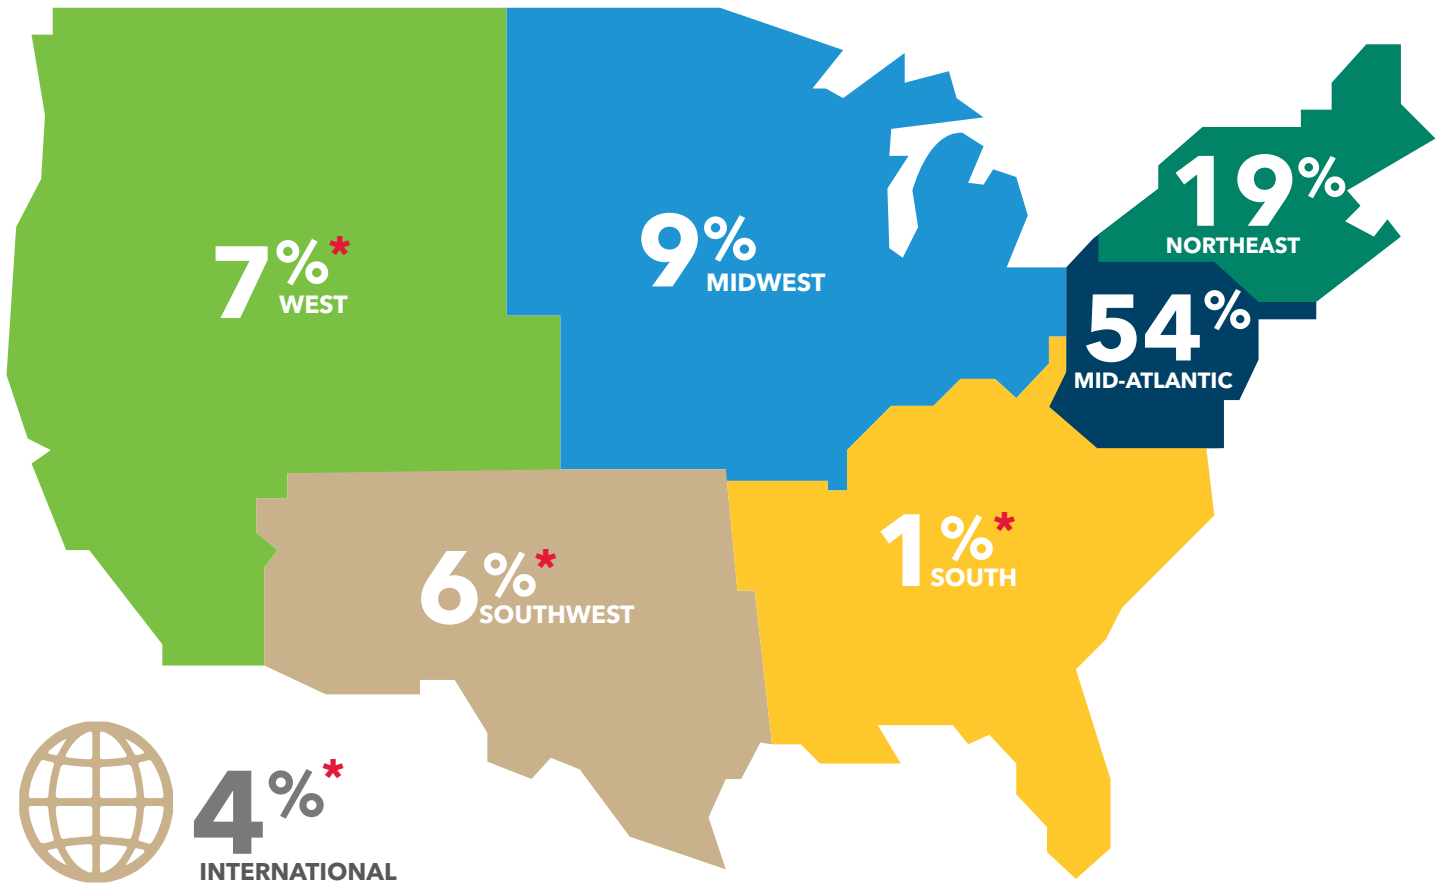 19%
NORTHEAST
7%*
WEST
9%
MIDWEST
54%
MID-ATLANTIC
1%*
SOUTH
6%*
SOUTHWEST
4%*
INTERNATIONAL